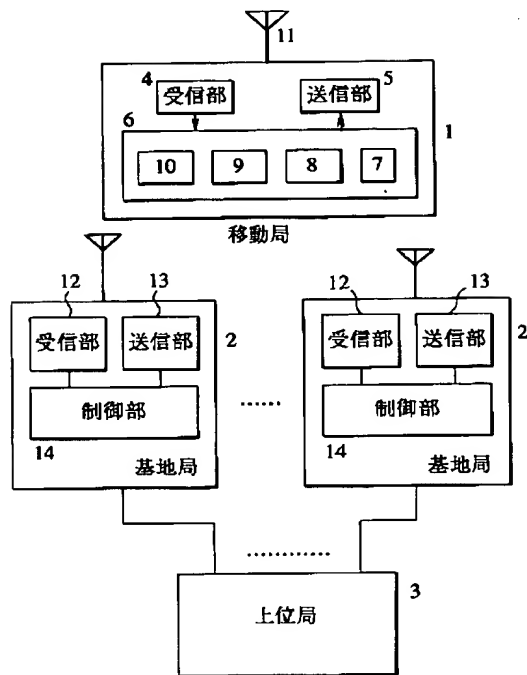 11
4 受信部
送信部 5
6
1
10 9 8 7
移動局
12 13
受信部 送信部
2
制御部
14
基地局
......
12 13
受信部 送信部
2
制御部
14
基地局
............
上位局
3